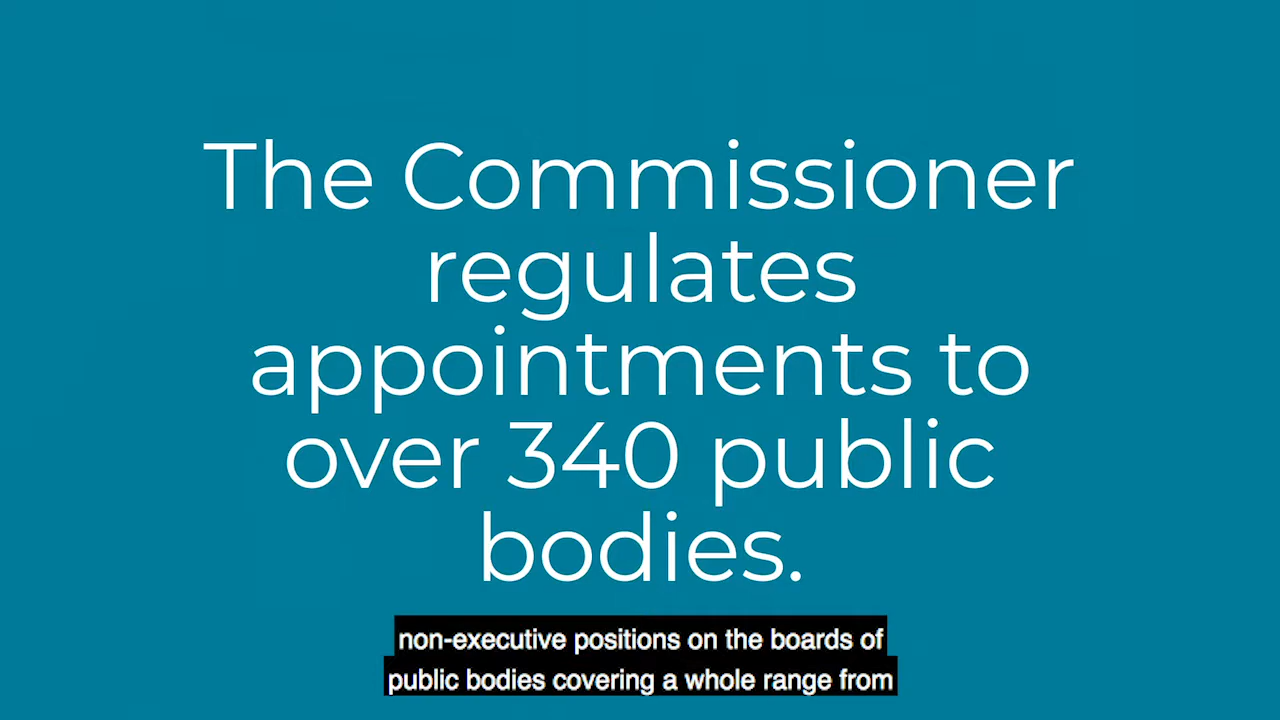 The Commissioner
regulates
appointments to
over 340 public
bodies.
non-executive positions on the boards of
public bodies covering a whole range from